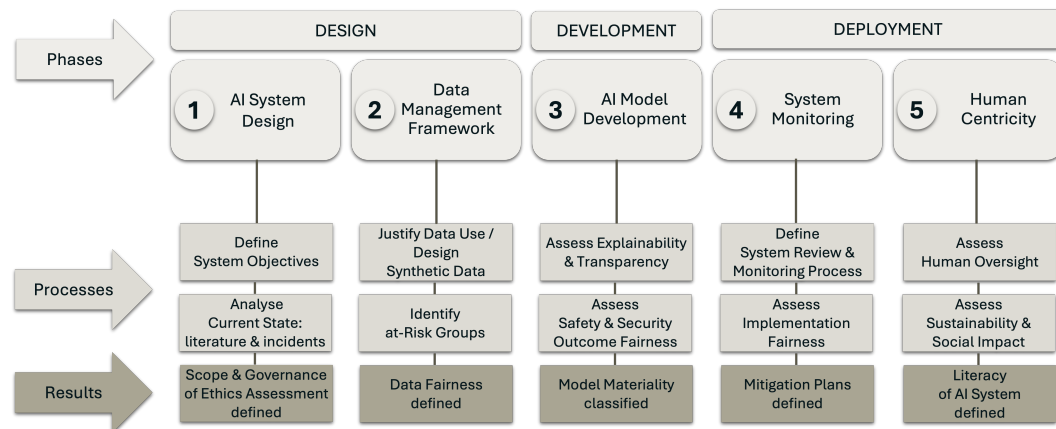 DESIGN
DEVELOPMENT
DEPLOYMENT
Phases
1
AI System
Design
2
Data
Management
Framework
3
AI Model
Development
4
System
Monitoring
5
Human
Centricity
Processes
Define
System Objectives
Justify Data Use /
Design
Synthetic Data
Assess Explainability
& Transparency
Define
System Review &
Monitoring Process
Assess
Human Oversight
Analyse
Current State:
literature & incidents
Identify
at-Risk Groups
Assess
Safety & Security
Outcome Fairness
Assess
Implementation
Fairness
Assess
Sustainability &
Social Impact
Results
Scope & Governance
of Ethics Assessment
defined
Data Fairness
defined
Model Materiality
classified
Mitigation Plans
defined
Literacy
of AI System
defined